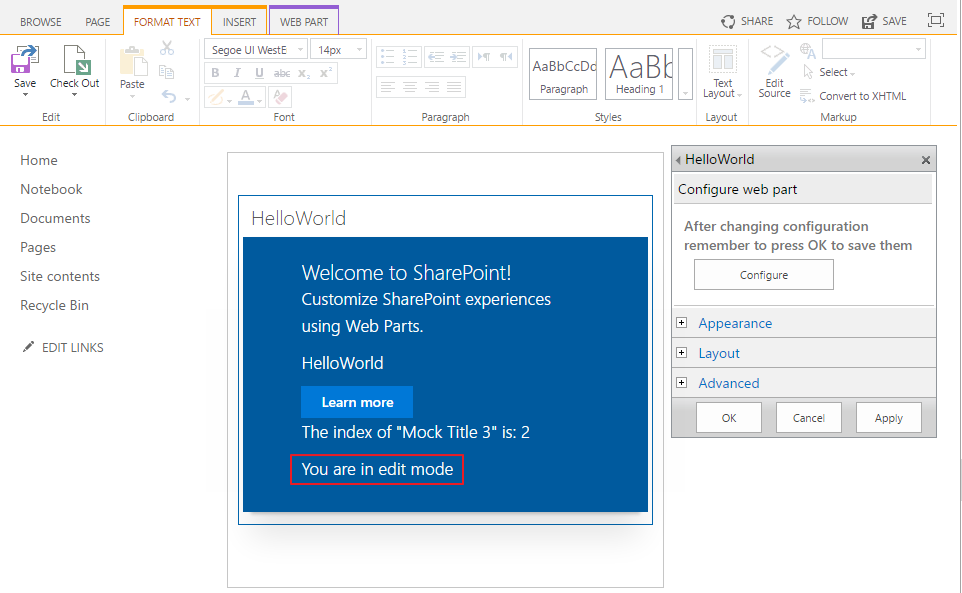 BROWSE PAGE FORMAT TEXT INSERT WEB PART SHARE FOLLOW SAVE
Save
Check Out
Edit
Paste
Clipboard
Segoe UI WestE 14px
B I U abc x₂ x²
A
Font
Paragraph
AaBbCcDd
Paragraph
AaBb
Heading 1
Styles
Text
Layout
Layout
Edit
Source
Select
Convert to XHTML
Markup
Home
Notebook
Documents
Pages
Site contents
Recycle Bin
EDIT LINKS
HelloWorld
Welcome to SharePoint!
Customize SharePoint experiences
using Web Parts.
HelloWorld
Learn more
The index of "Mock Title 3" is: 2
You are in edit mode
HelloWorld
Configure web part
After changing configuration
remember to press OK to save them
Configure
Appearance
Layout
Advanced
OK Cancel Apply